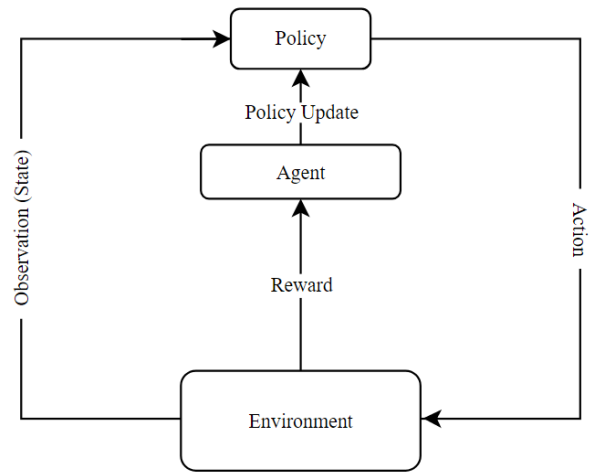 Policy
Policy Update
Agent
Observation (State)
Action
Reward
Environment